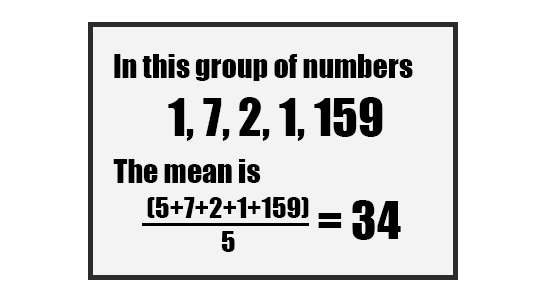 In this group of numbers
1, 7, 2, 1, 159
The mean is
(5+7+2+1+159)
5
= 34